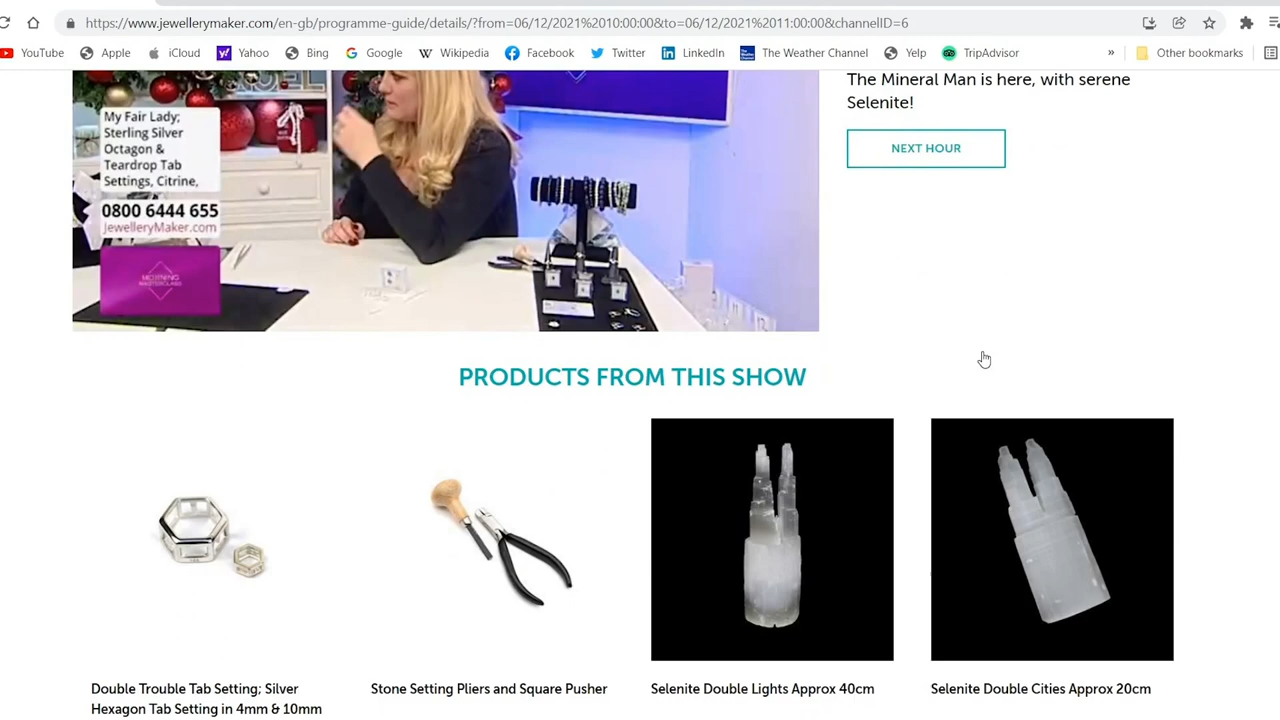 https://www.jewellerymaker.com/en-gb/programme-guide/details/?from=06/12/2021%2010:00:00&to=06/12/2021%2011:00:00&channelID=6
YouTube Apple iCloud Yahoo Bing Google Wikipedia Facebook Twitter LinkedIn The Weather Channel Yelp TripAdvisor » Other bookmarks
The Mineral Man is here, with serene
Selenite!
NEXT HOUR
My Fair Lady;
Sterling Silver
Octagon &
Teardrop Tab
Settings, Citrine,
0800 6444 655
JewelleryMaker.com
MORNING
MASTERCLASS
PRODUCTS FROM THIS SHOW
Double Trouble Tab Setting; Silver
Hexagon Tab Setting in 4mm & 10mm
Stone Setting Pliers and Square Pusher
Selenite Double Lights Approx 40cm
Selenite Double Cities Approx 20cm